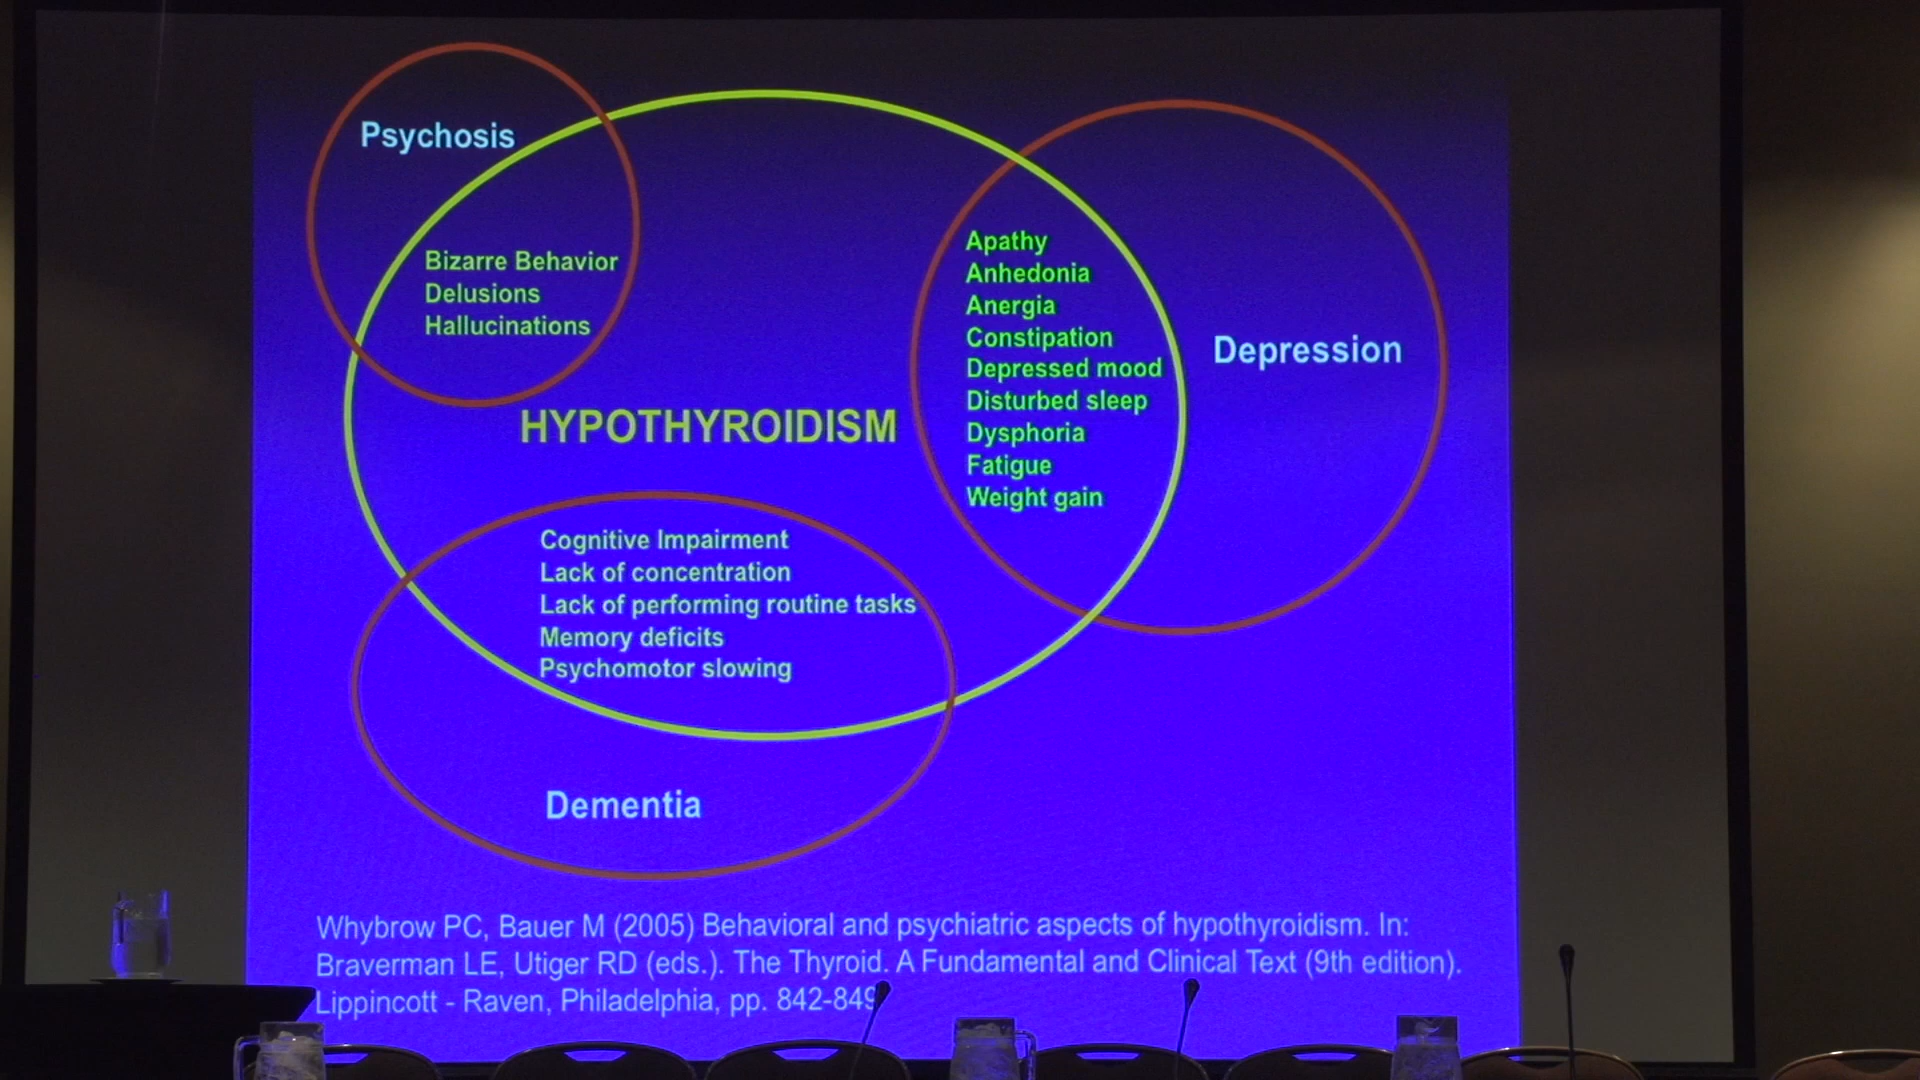 Psychosis
Bizarre Behavior
Delusions
Hallucinations
HYPOTHYROIDISM
Apathy
Anhedonia
Anergia
Constipation
Depressed mood
Disturbed sleep
Dysphoria
Fatigue
Weight gain
Depression
Cognitive Impairment
Lack of concentration
Lack of performing routine tasks
Memory deficits
Psychomotor slowing
Dementia
Whybrow PC, Bauer M (2005) Behavioral and psychiatric aspects of hypothyroidism. In:
Braverman LE, Utiger RD (eds.). The Thyroid. A Fundamental and Clinical Text (9th edition).
Lippincott - Raven, Philadelphia, pp. 842-849